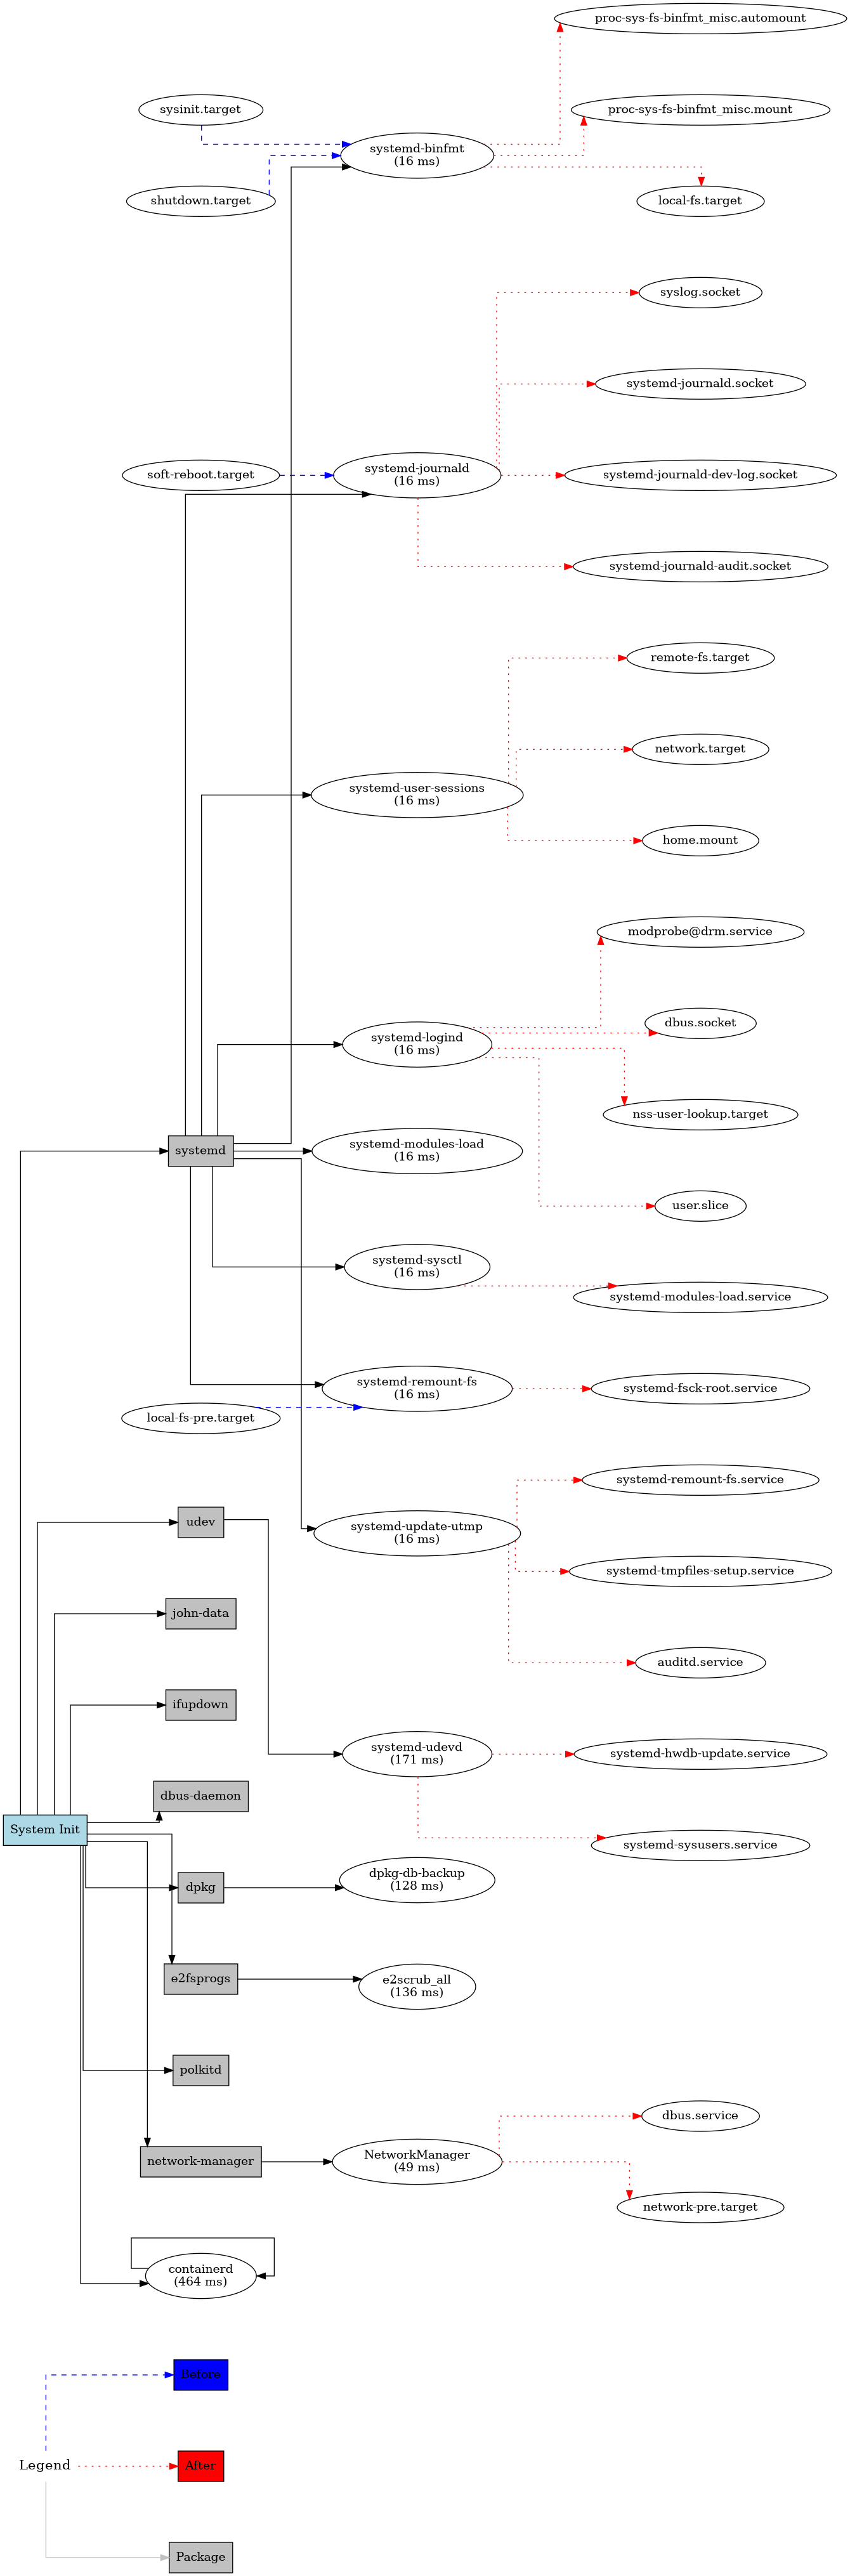 proc-sys-fs-binfmt_misc.automount
sysinit.target
proc-sys-fs-binfmt_misc.mount
systemd-binfmt
(16 ms)
shutdown.target
local-fs.target
syslog.socket
systemd-journald.socket
soft-reboot.target
systemd-journald
(16 ms)
systemd-journald-dev-log.socket
systemd-journald-audit.socket
remote-fs.target
network.target
systemd-user-sessions
(16 ms)
home.mount
modprobe@drm.service
dbus.socket
systemd-logind
(16 ms)
nss-user-lookup.target
systemd
systemd-modules-load
(16 ms)
user.slice
systemd-sysctl
(16 ms)
systemd-modules-load.service
systemd-remount-fs
(16 ms)
systemd-fsck-root.service
local-fs-pre.target
systemd-remount-fs.service
udev
systemd-update-utmp
(16 ms)
systemd-tmpfiles-setup.service
john-data
auditd.service
ifupdown
systemd-udevd
(171 ms)
systemd-hwdb-update.service
dbus-daemon
System Init
systemd-sysusers.service
dpkg
dpkg-db-backup
(128 ms)
e2fsprogs
e2scrub_all
(136 ms)
polkitd
dbus.service
network-manager
NetworkManager
(49 ms)
network-pre.target
containerd
(464 ms)
Before
Legend
After
Package